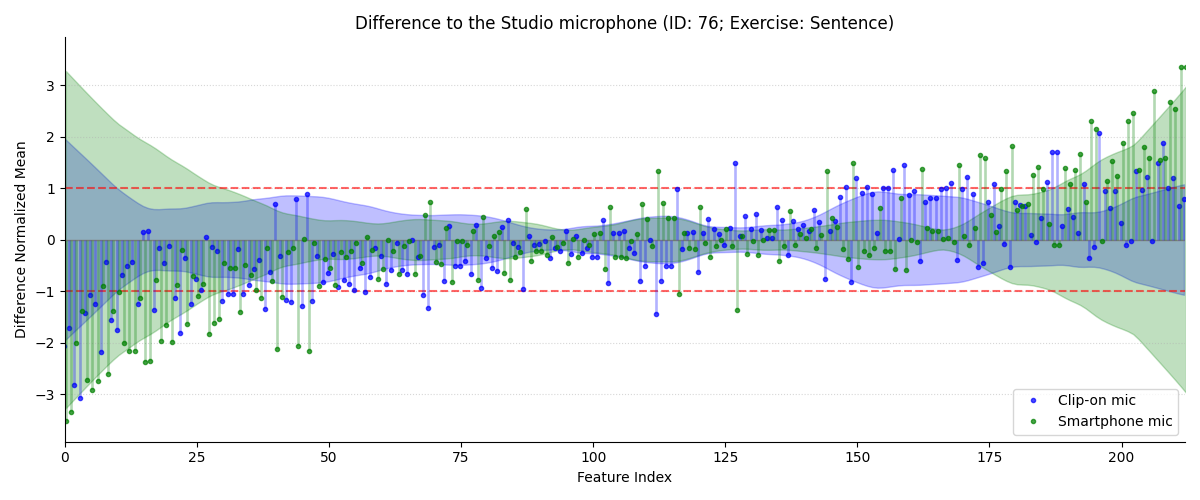 Difference to the Studio microphone (ID: 76; Exercise: Sentence)
Difference Normalized Mean
3
2
1
0
−1
−2
−3
0 25 50 75 100 125 150 175 200
Feature Index
Clip-on mic
Smartphone mic